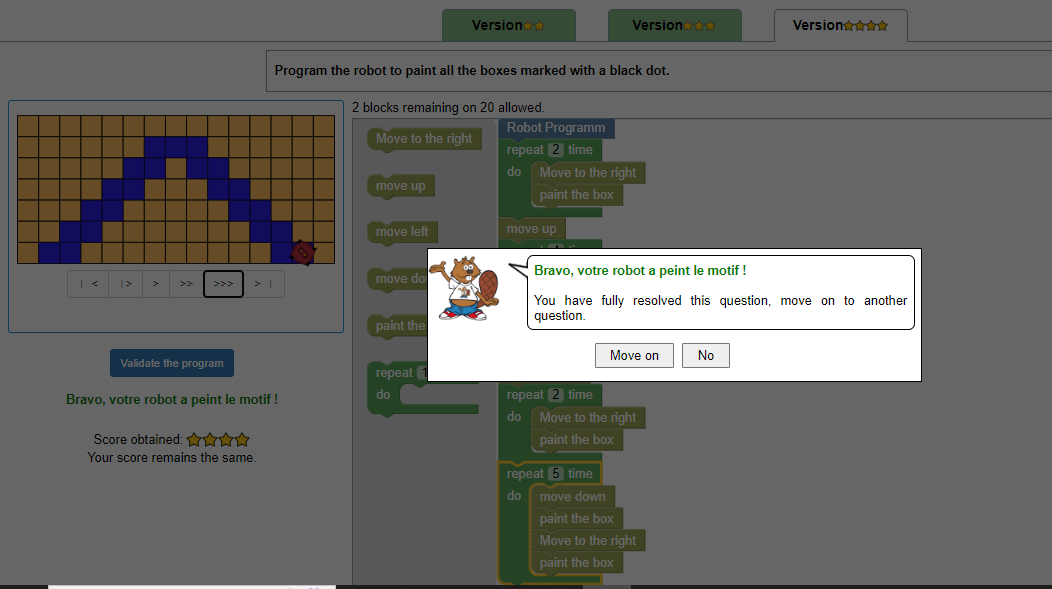 Version
Version
Version
Program the robot to paint all the boxes marked with a black dot.
2 blocks remaining on 20 allowed.
Move to the right
move up
move left
move do
paint the
repeat
do
Robot Programm
repeat 2 time
do
Move to the right
paint the box
move up
repeat 2 time
do
Move to the right
paint the box
repeat 5 time
do
move down
paint the box
Move to the right
paint the box
| <
| >
>
>>
>>>
> |
Validate the program
Bravo, votre robot a peint le motif !
Score obtained:
Your score remains the same.
Bravo, votre robot a peint le motif !
You have fully resolved this question, move on to another
question.
Move on
No